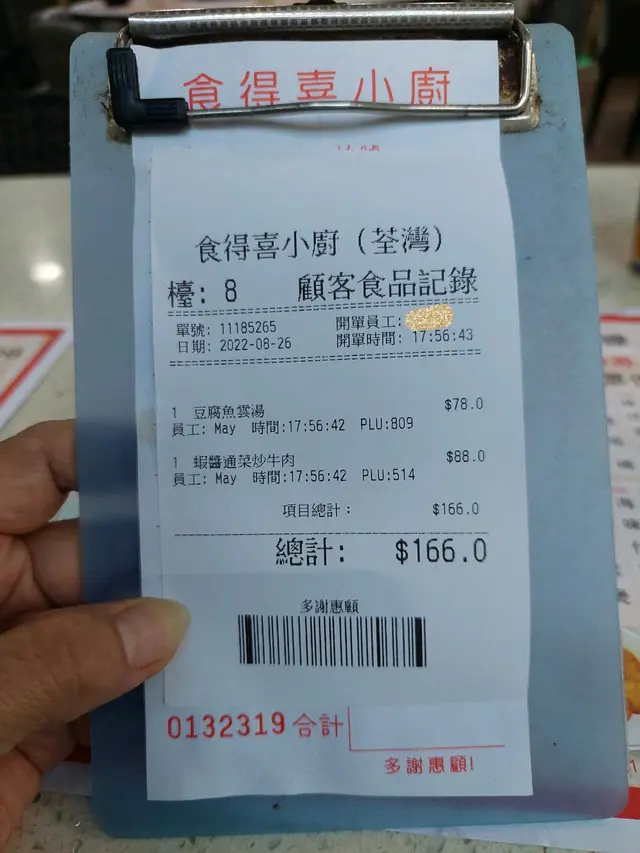 食得喜小廚
食得喜小廚（荃灣）
檯: 8 顧客食品記錄
單號: 11185265 開單員工:
日期: 2022-08-26 開單時間: 17:56:43
1 豆腐魚雲湯 $78.0
員工: May 時間:17:56:42 PLU:809
1 蝦醬通菜炒牛肉 $88.0
員工: May 時間:17:56:42 PLU:514
項目總計： $166.0
總計: $166.0
多謝惠顧
0132319 合計
多謝惠顧!